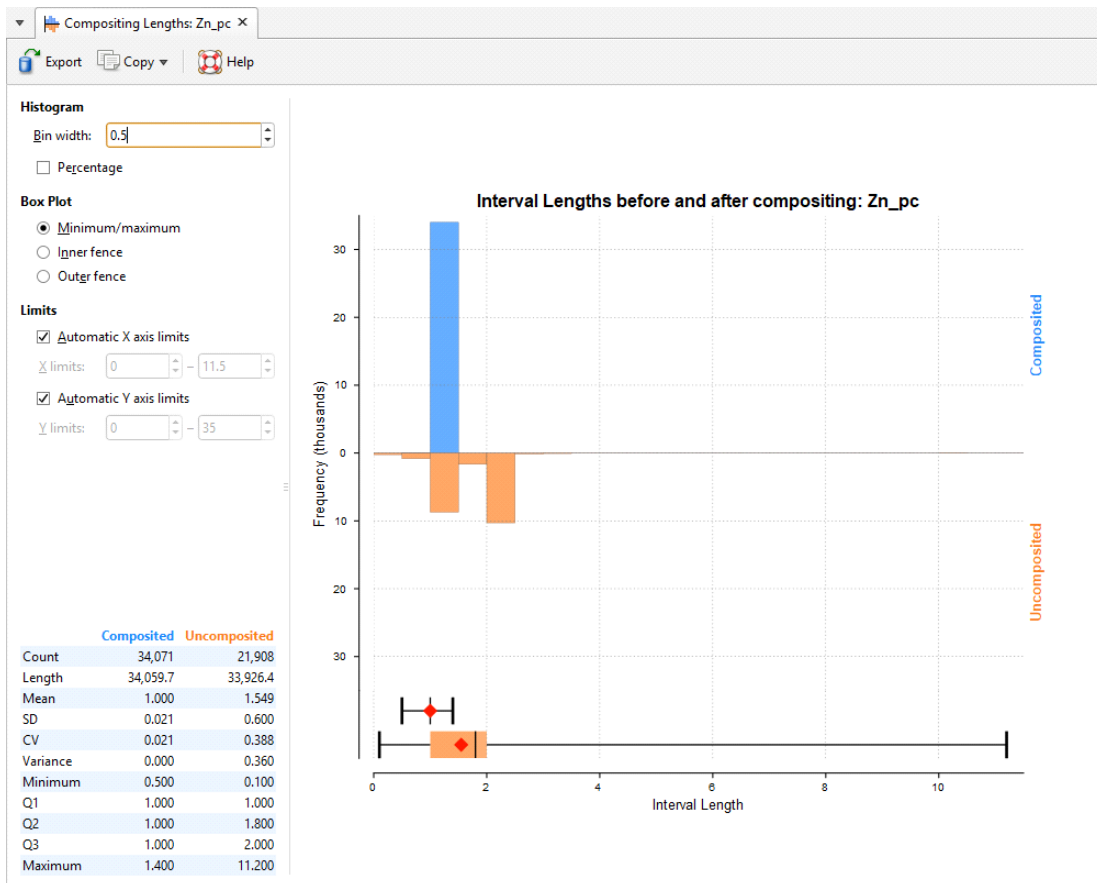 Compositing Lengths: Zn_pc ×
Export Copy Help
Histogram
Bin width: 0.5
Percentage
Box Plot
Minimum/maximum
Inner fence
Outer fence
Limits
Automatic X axis limits
X limits: 0 – 11.5
Automatic Y axis limits
Y limits: 0 – 35
Composited Uncomposited
Count 34,071 21,908
Length 34,059.7 33,926.4
Mean 1.000 1.549
SD 0.021 0.600
CV 0.021 0.388
Variance 0.000 0.360
Minimum 0.500 0.100
Q1 1.000 1.000
Q2 1.000 1.800
Q3 1.000 2.000
Maximum 1.400 11.200
Interval Lengths before and after compositing: Zn_pc
Frequency (thousands)
30
20
10
0
10
20
30
Composited
Uncomposited
0 2 4 6 8 10
Interval Length